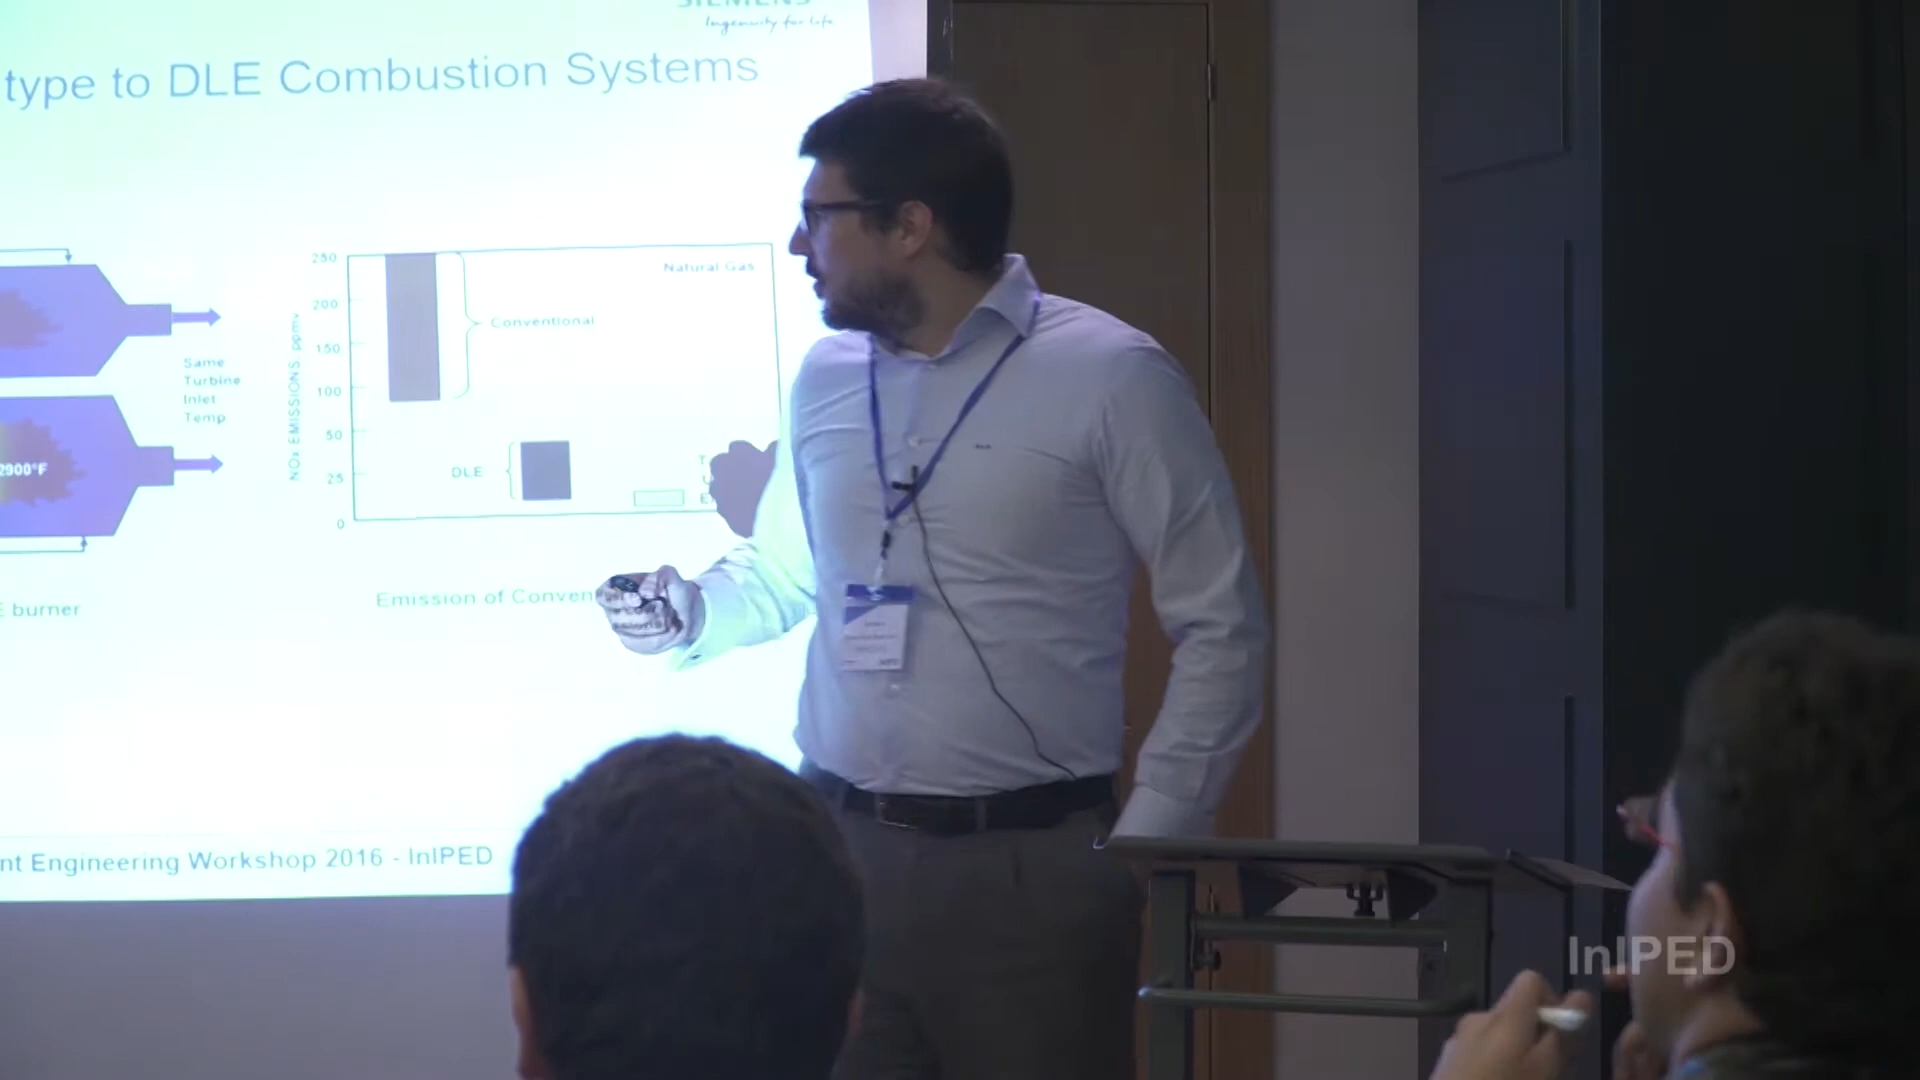 SIEMENS
Ingenuity for life
type to DLE Combustion Systems
250
200
150
100
50
25
0
NOx EMISSIONS ppmv
Natural Gas
Conventional
DLE
Same
Turbine
Inlet
Temp
2900°F
burner
Emission of Conven
nt Engineering Workshop 2016 - InIPED
InIPED